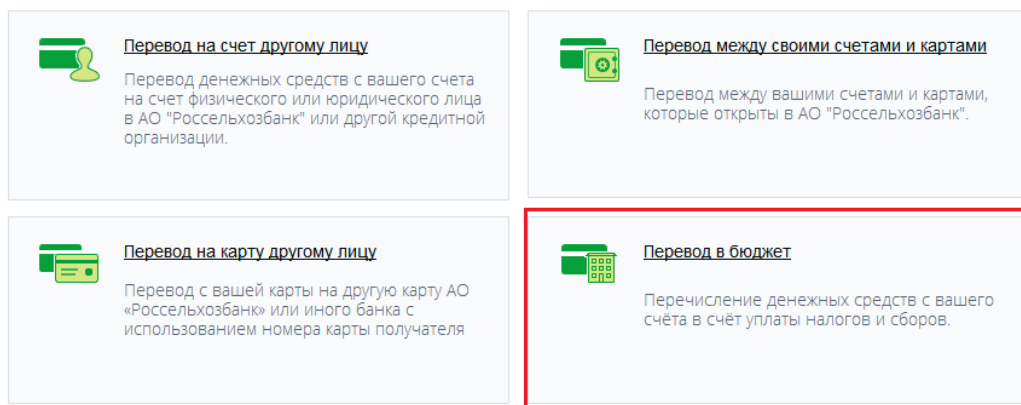 Перевод на счет другому лицу
Перевод денежных средств с вашего счета
на счет физического или юридического лица
в АО "Россельхозбанк" или другой кредитной
организации.
Перевод между своими счетами и картами
Перевод между вашими счетами и картами,
которые открыты в АО "Россельхозбанк".
Перевод на карту другому лицу
Перевод с вашей карты на другую карту АО
«Россельхозбанк» или иного банка с
использованием номера карты получателя
Перевод в бюджет
Перечисление денежных средств с вашего
счёта в счёт уплаты налогов и сборов.